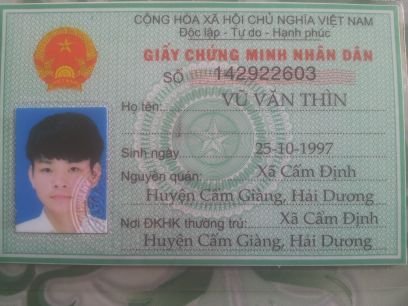 CỘNG HÒA XÃ HỘI CHỦ NGHĨA VIỆT NAM
Độc lập - Tự do - Hạnh phúc
GIẤY CHỨNG MINH NHÂN DÂN
SỐ 142922603
Họ tên: VŨ VĂN THÌN
Sinh ngày 25-10-1997
Nguyên quán: Xã Cẩm Định
Huyện Cẩm Giàng, Hải Dương
Nơi ĐKHK thường trú: Xã Cẩm Định
Huyện Cẩm Giàng, Hải Dương